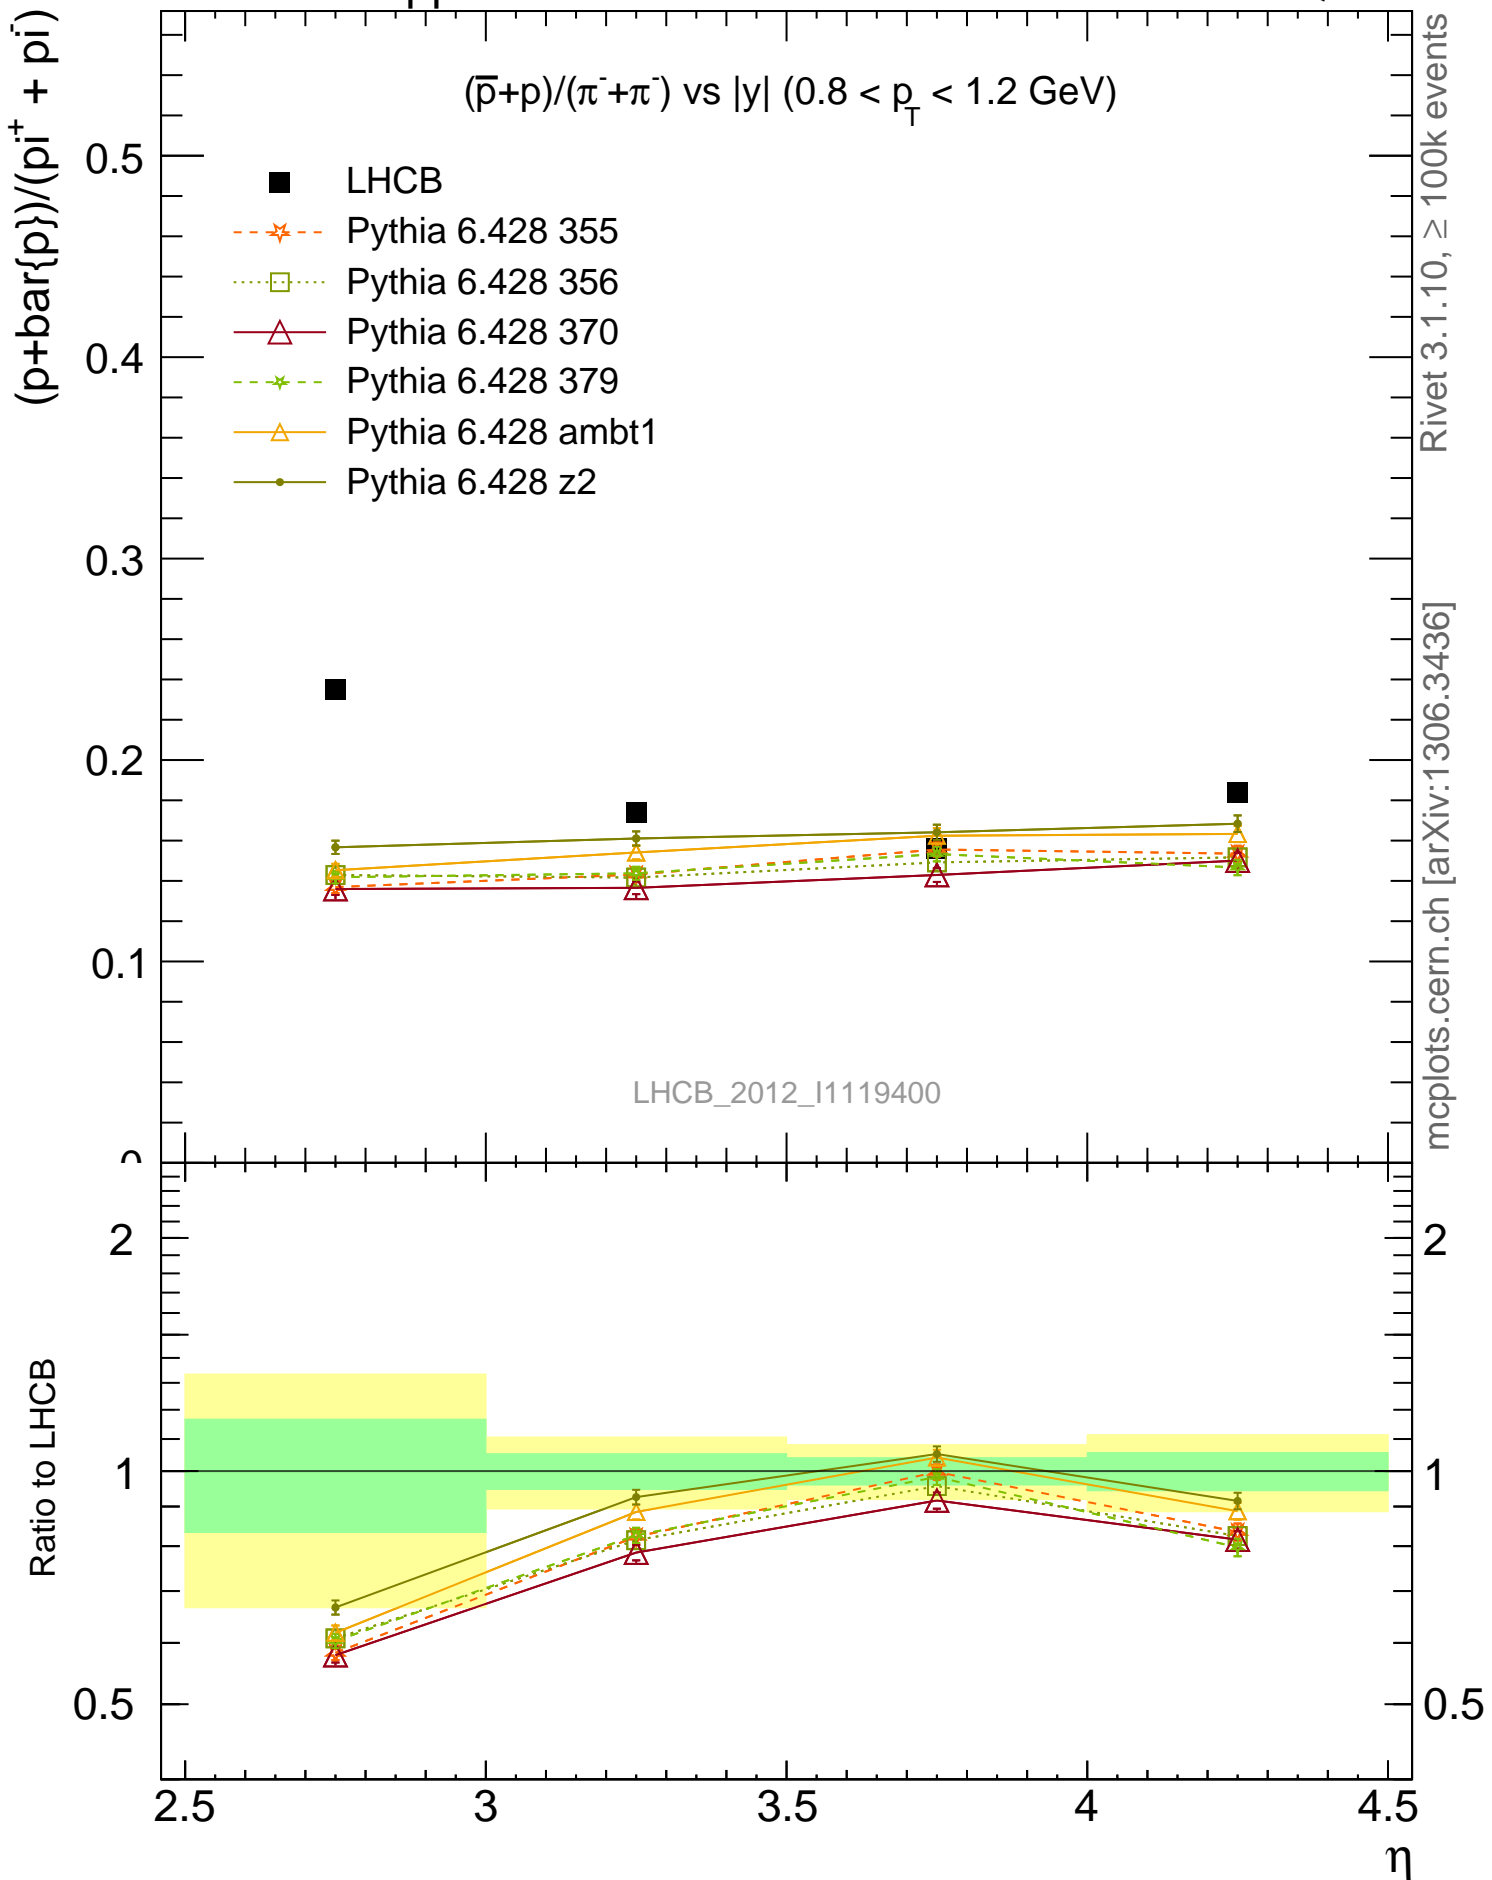 pp
(p̅+p)/(π⁻+π⁻) vs |y| (0.8 < p_T < 1.2 GeV)
(p+bar{p})/(pi⁺ + pi⁻)
LHCB
Pythia 6.428 355
Pythia 6.428 356
Pythia 6.428 370
Pythia 6.428 379
Pythia 6.428 ambt1
Pythia 6.428 z2
0.5
0.4
0.3
0.2
0.1
0
LHCB_2012_I1119400
Rivet 3.1.10, ≥ 100k events
mcplots.cern.ch [arXiv:1306.3436]
Ratio to LHCB
2
1
0.5
2
1
0.5
2.5 3 3.5 4 4.5
η